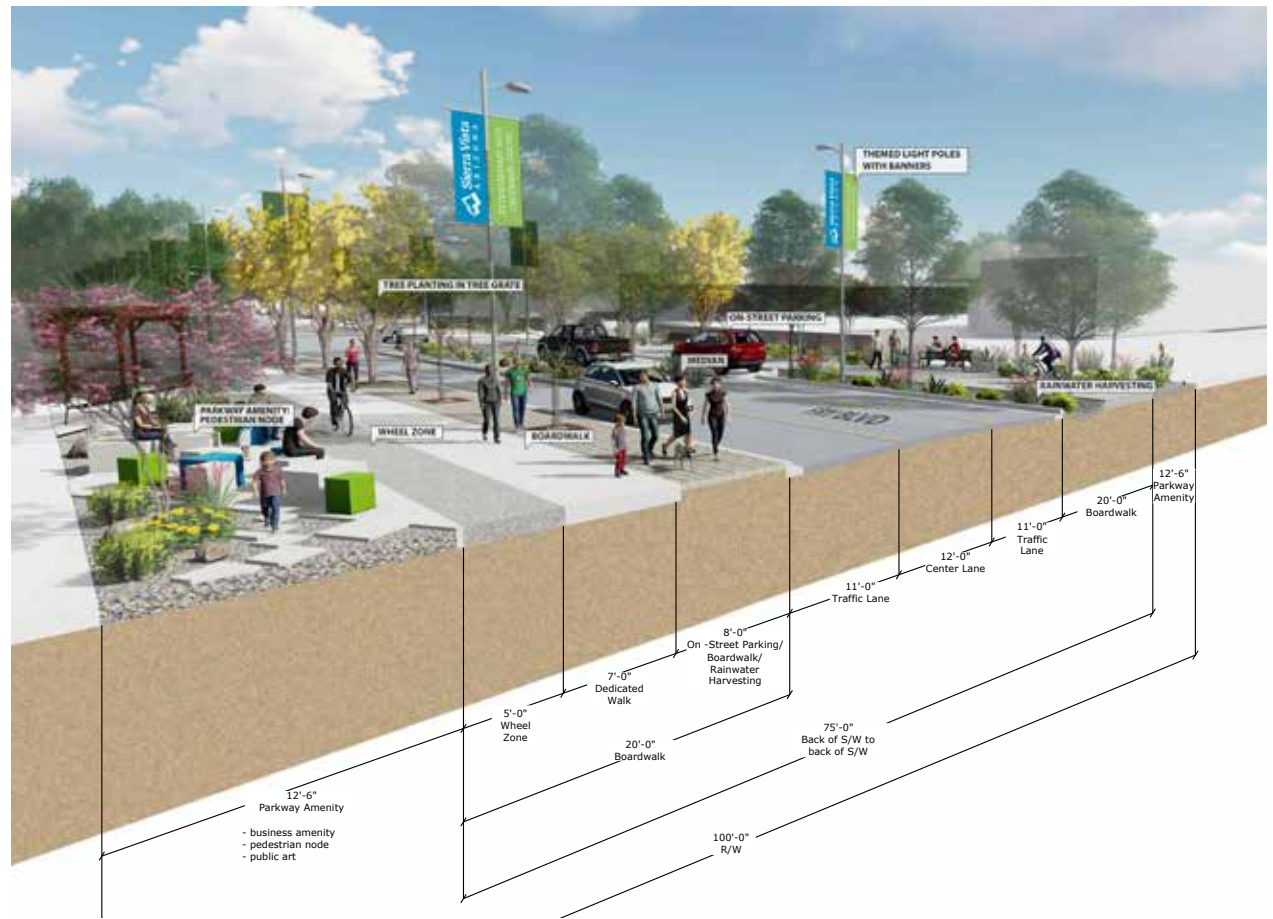 Sierra Vista
ARIZONA
THEMED LIGHT POLES
WITH BANNERS
TREE PLANTING IN TREE GRATE
ON-STREET PARKING
MEDIAN
RAINWATER HARVESTING
PARKWAY AMENITY/
PEDESTRIAN NODE
WHEEL ZONE
BOARDWALK
FRY BLVD
12'-6"
Parkway
Amenity
20'-0"
Boardwalk
11'-0"
Traffic
Lane
12'-0"
Center Lane
11'-0"
Traffic Lane
8'-0"
On -Street Parking/
Boardwalk/
Rainwater
Harvesting
7'-0"
Dedicated
Walk
5'-0"
Wheel
Zone
20'-0"
Boardwalk
75'-0"
Back of S/W to
back of S/W
12'-6"
Parkway Amenity
- business amenity
- pedestrian node
- public art
100'-0"
R/W